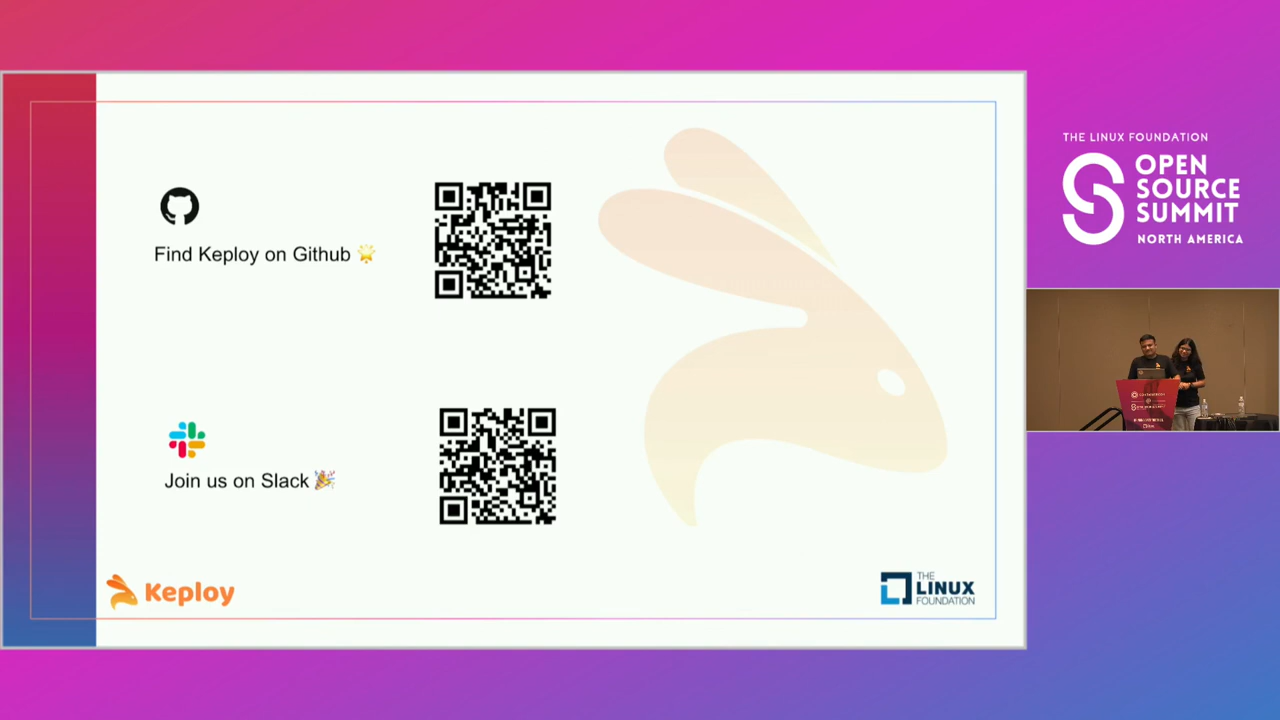 Find Keploy on Github
Join us on Slack
Keploy
THE
LINUX
FOUNDATION
THE LINUX FOUNDATION
OPEN
SOURCE
SUMMIT
NORTH AMERICA